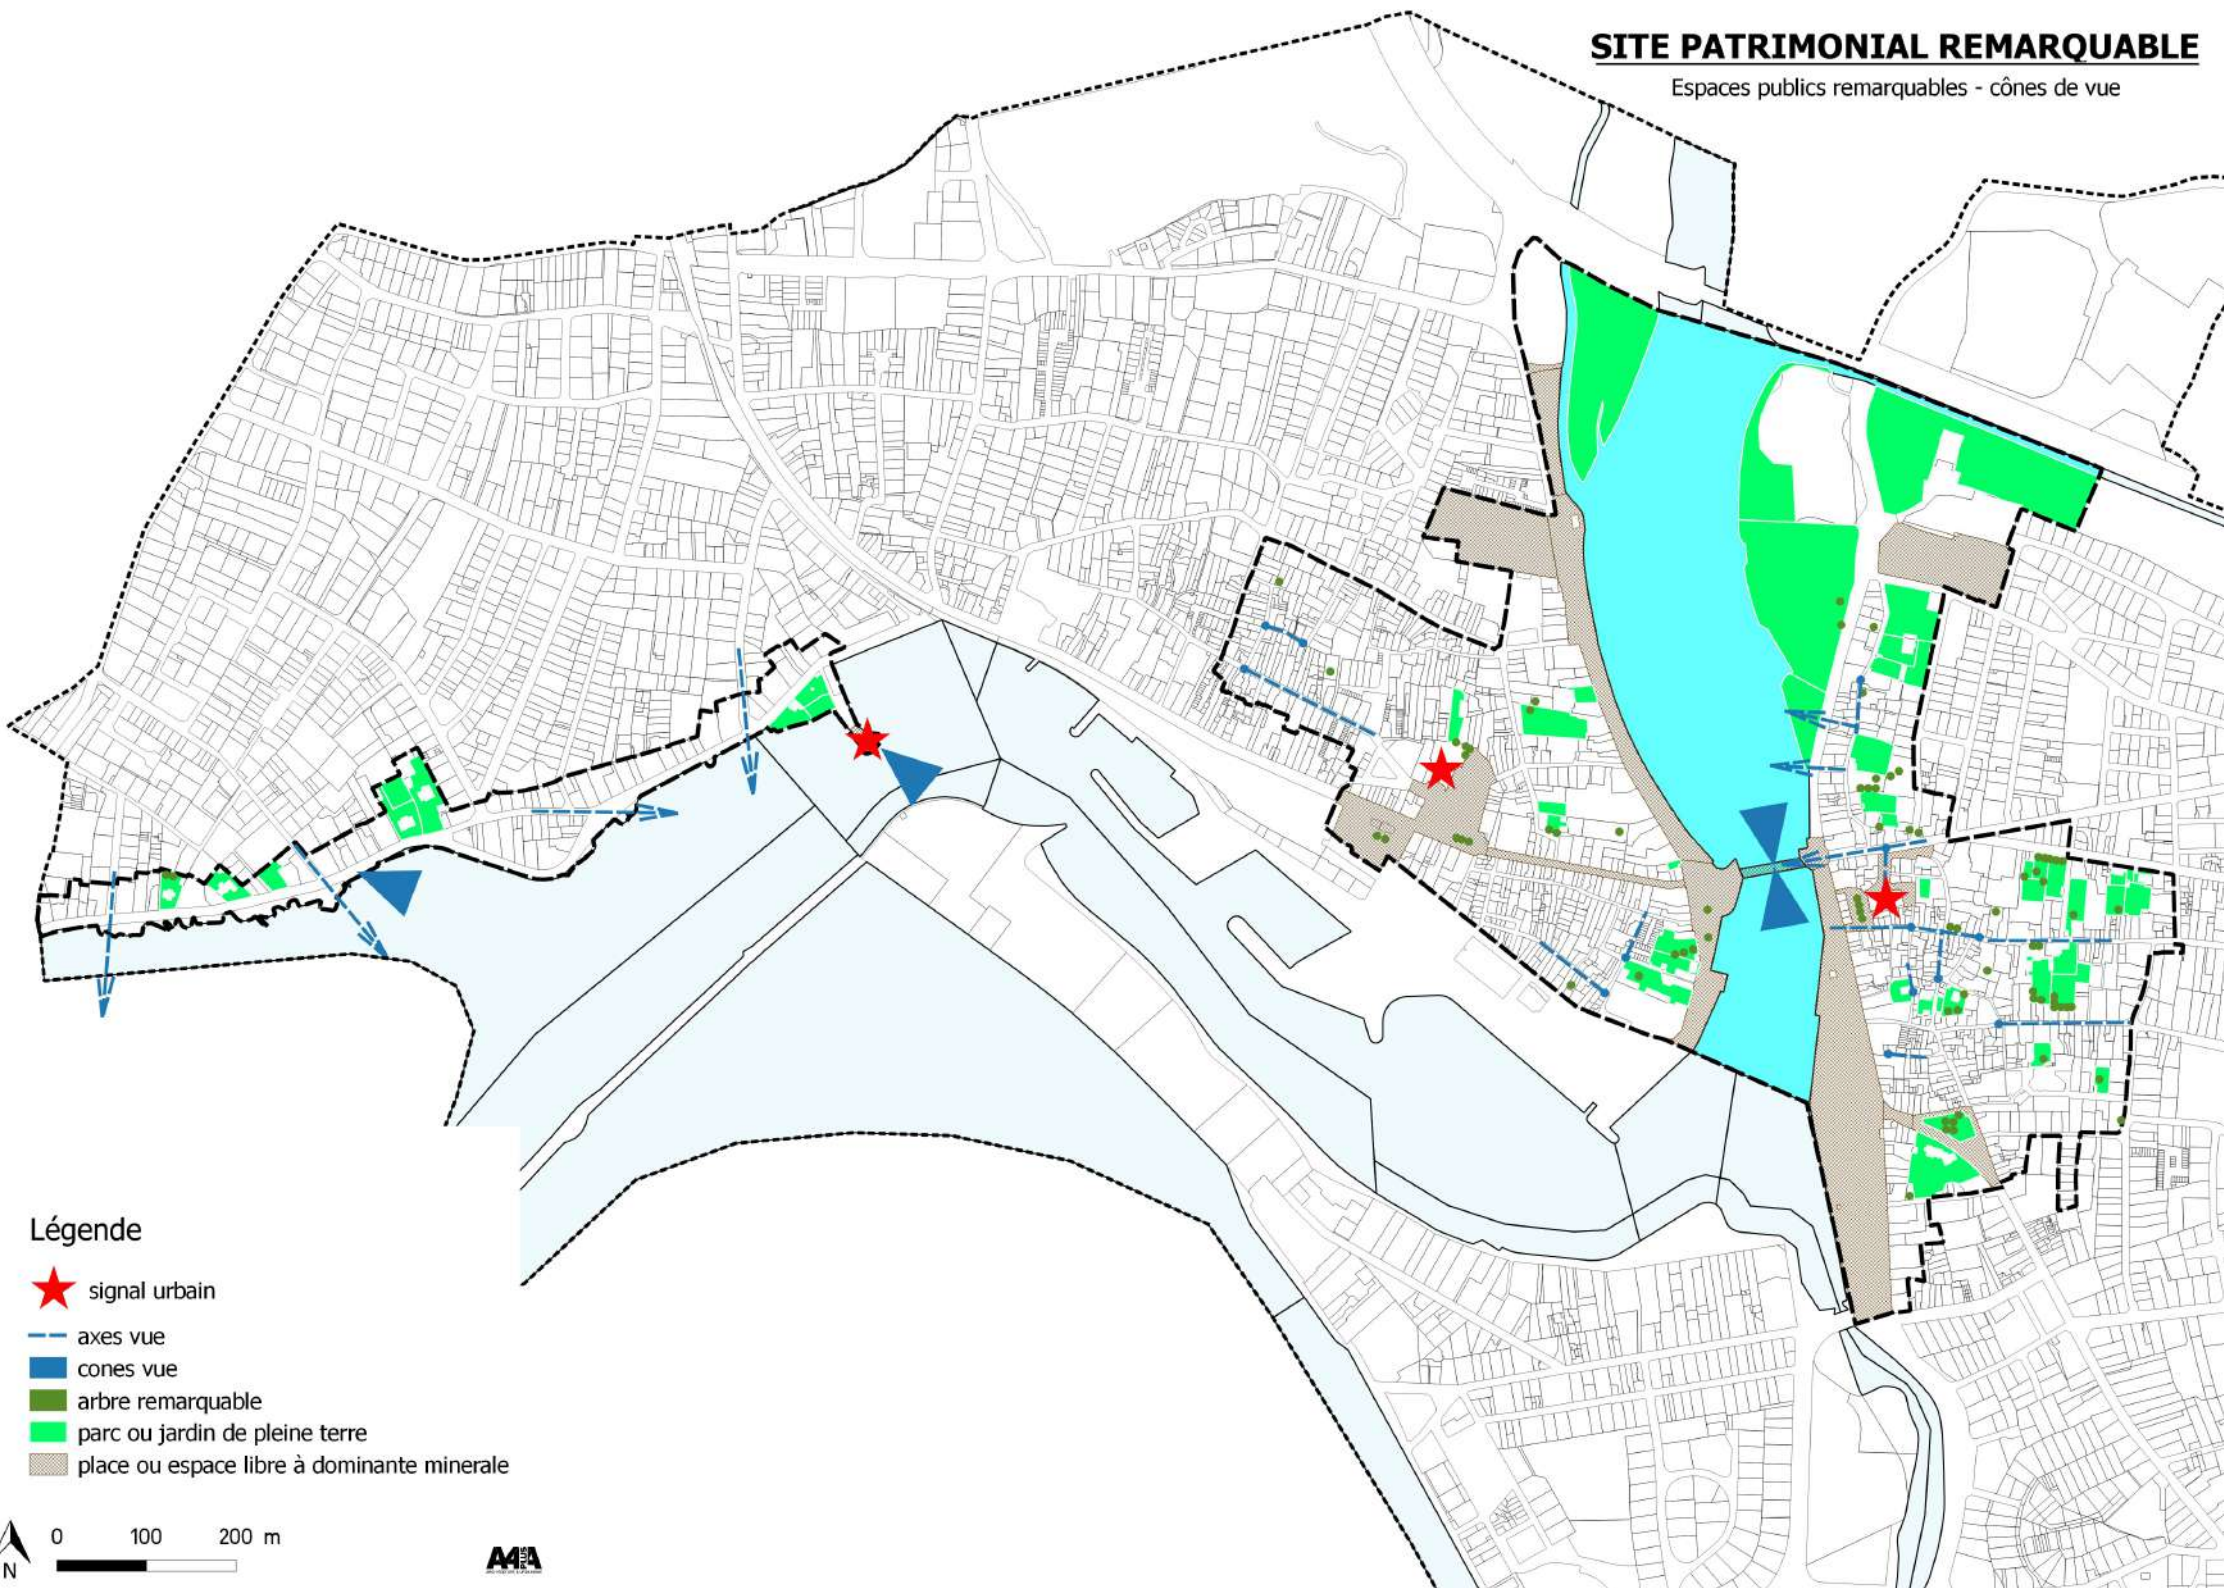 SITE PATRIMONIAL REMARQUABLE
Espaces publics remarquables - cônes de vue
Légende
signal urbain
axes vue
cones vue
arbre remarquable
parc ou jardin de pleine terre
place ou espace libre à dominante minerale
0 100 200 m
N
A4PLUSA